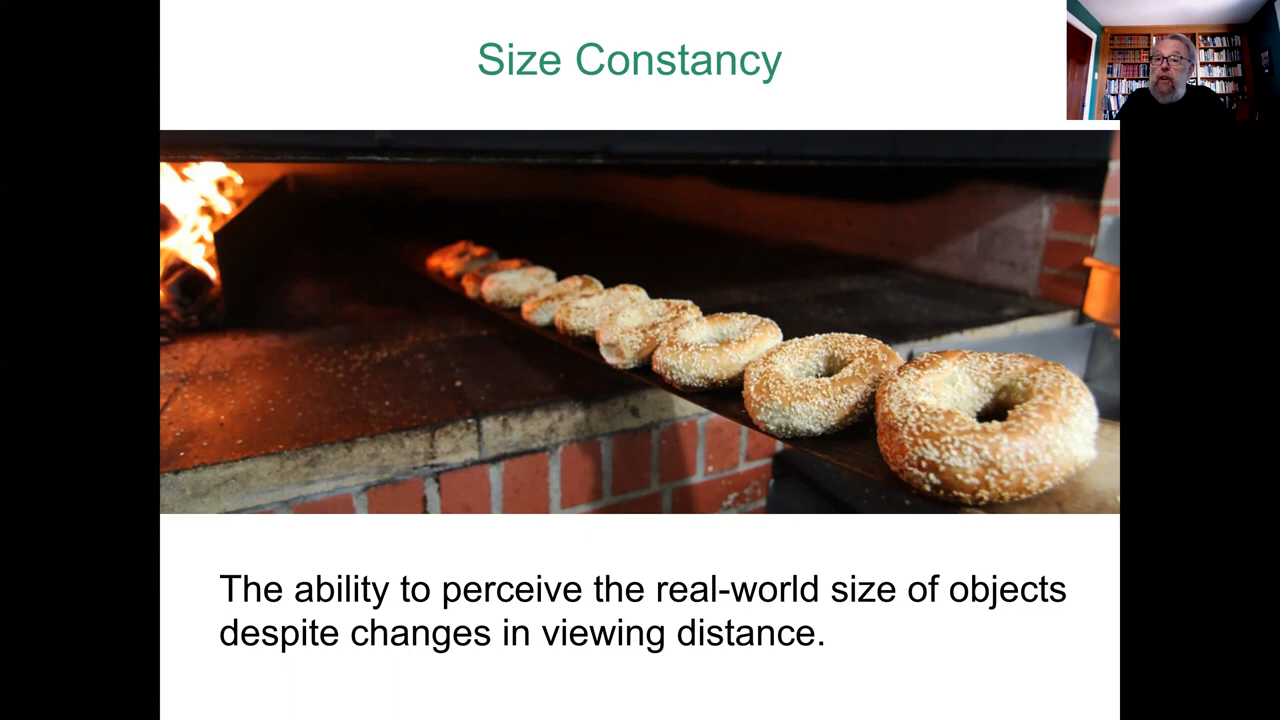 Size Constancy
The ability to perceive the real-world size of objects
despite changes in viewing distance.